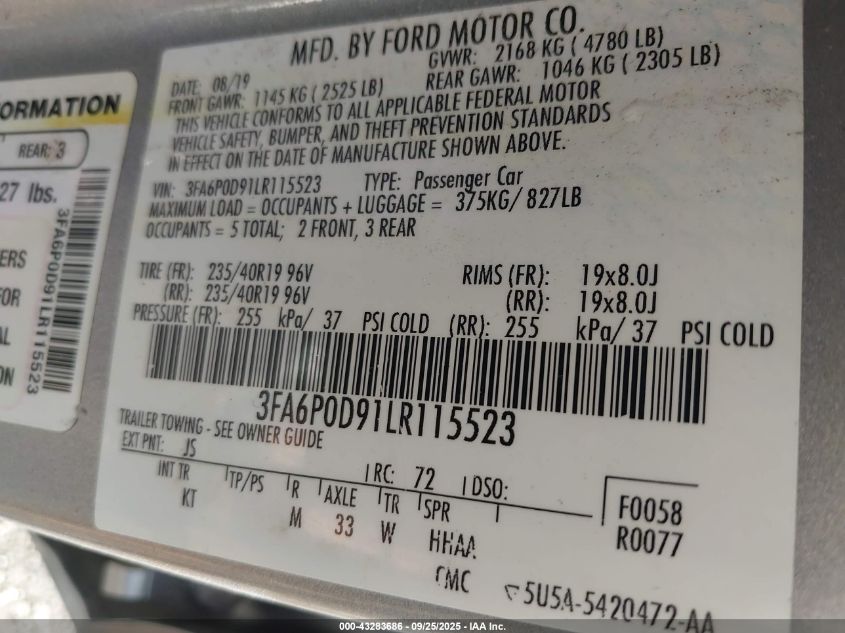 MFD. BY FORD MOTOR CO.
DATE: 08/19 GVWR: 2168 KG ( 4780 LB)
FRONT GAWR: 1145 KG ( 2525 LB) REAR GAWR: 1046 KG ( 2305 LB)
THIS VEHICLE CONFORMS TO ALL APPLICABLE FEDERAL MOTOR
VEHICLE SAFETY, BUMPER, AND THEFT PREVENTION STANDARDS
IN EFFECT ON THE DATE OF MANUFACTURE SHOWN ABOVE.
VIN: 3FA6P0D91LR115523 TYPE: Passenger Car
MAXIMUM LOAD = OCCUPANTS + LUGGAGE = 375KG/ 827LB
OCCUPANTS = 5 TOTAL; 2 FRONT, 3 REAR
TIRE (FR): 235/40R19 96V RIMS (FR): 19x8.0J
(RR): 235/40R19 96V (RR): 19x8.0J
PRESSURE (FR): 255 kPa/ 37 PSI COLD (RR): 255 kPa/ 37 PSI COLD
3FA6P0D91LR115523
TRAILER TOWING - SEE OWNER GUIDE
EXT PNT: JS RC: 72 DSO:
INT TR TP/PS R AXLE TR SPR
KT M 33 W HHAA
F0058
R0077
CMC
5U5A-5420472-AA
REAR: 3
27 lbs.
3FA6P0D91LR115523
000-43283686 - 09/25/2025 - IAA Inc.